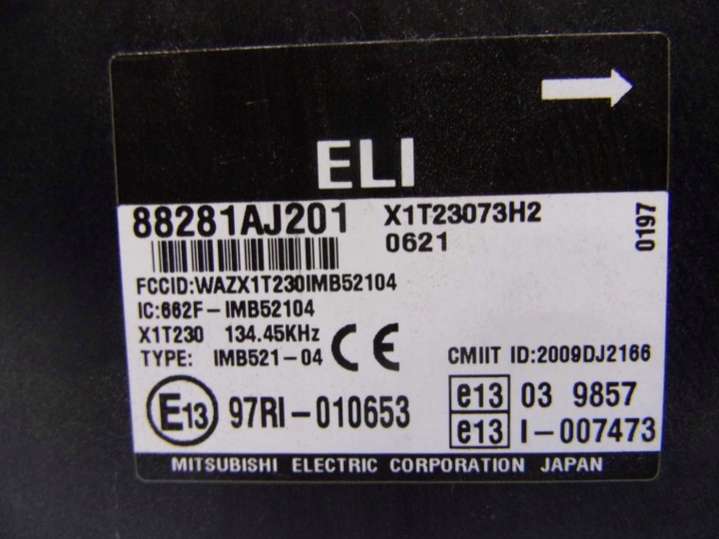 ELI
88281AJ201 X1T23073H2
0621
0197
FCCID:WAZX1T230IMB52104
IC:662F-IMB52104
X1T230 134.45KHz
TYPE: IMB521-04 CE CMIIT ID:2009DJ2166
E13 97RI-010653
e13 03 9857
e13 I-007473
MITSUBISHI ELECTRIC CORPORATION JAPAN